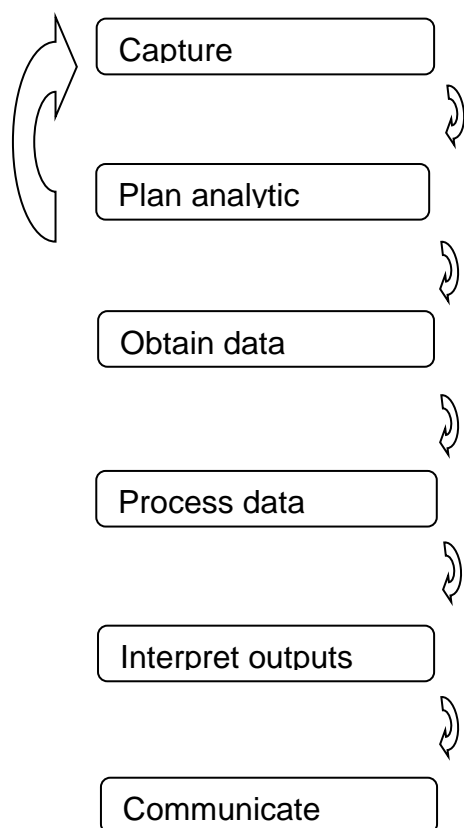 Capture
Plan analytic
Obtain data
Process data
Interpret outputs
Communicate